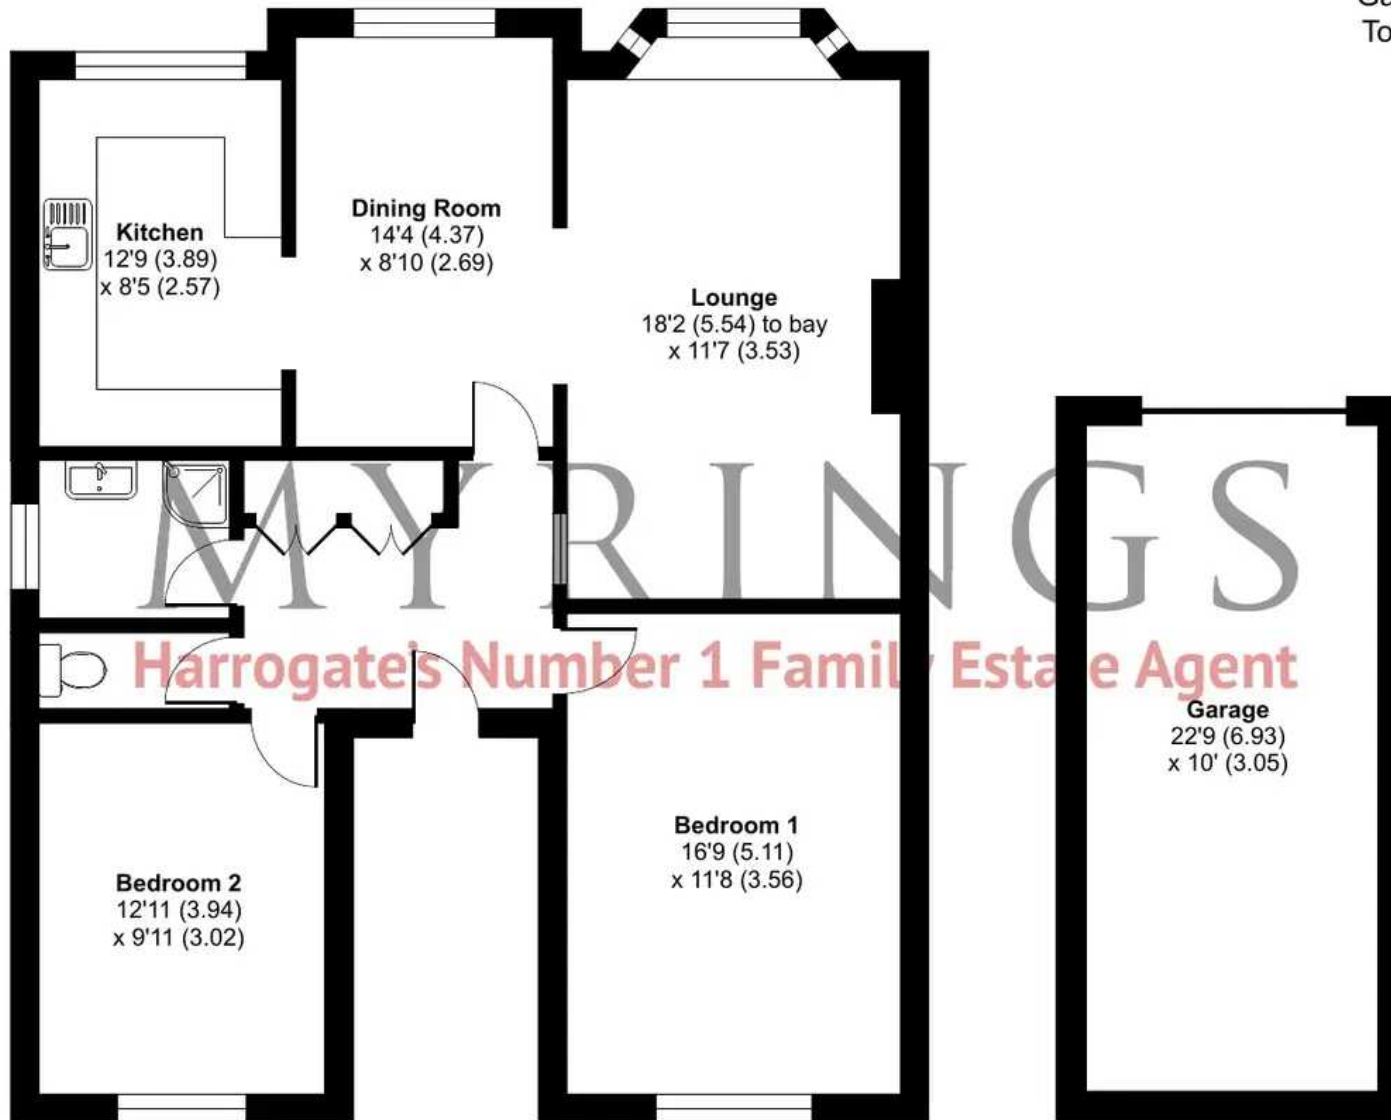 To
Kitchen
12'9 (3.89)
x 8'5 (2.57)
Dining Room
14'4 (4.37)
x 8'10 (2.69)
Lounge
18'2 (5.54) to bay
x 11'7 (3.53)
MYRINGS
Harrogate's Number 1 Family Estate Agent
Garage
22'9 (6.93)
x 10' (3.05)
Bedroom 1
16'9 (5.11)
x 11'8 (3.56)
Bedroom 2
12'11 (3.94)
x 9'11 (3.02)